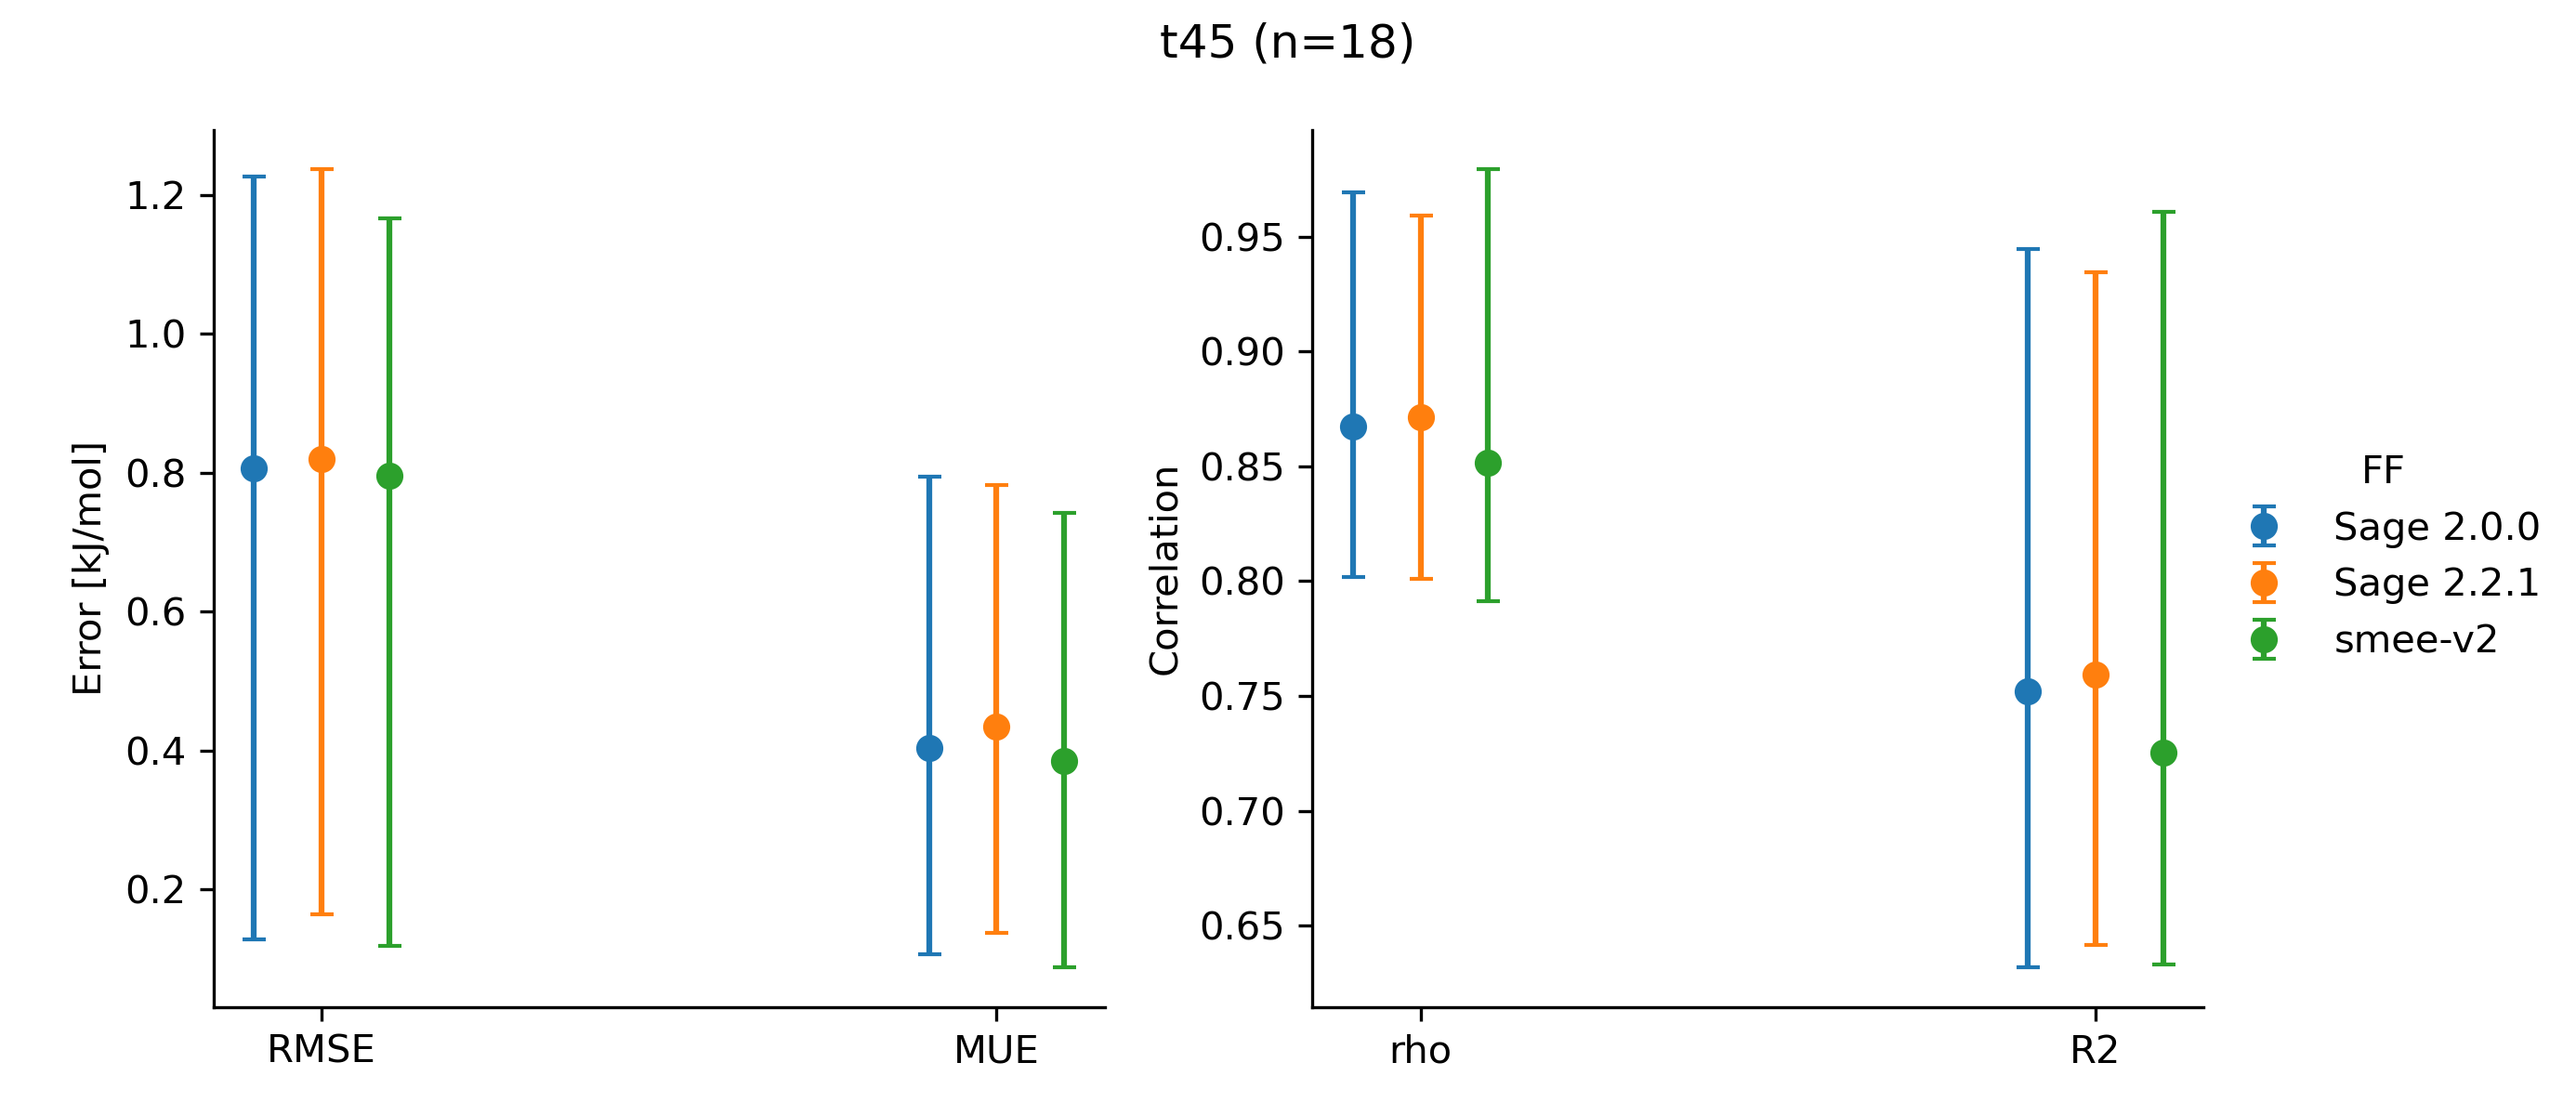 t45 (n=18)
Error [kJ/mol]
1.2
1.0
0.8
0.6
0.4
0.2
RMSE
MUE
Correlation
0.95
0.90
0.85
0.80
0.75
0.70
0.65
rho
R2
FF
Sage 2.0.0
Sage 2.2.1
smee-v2